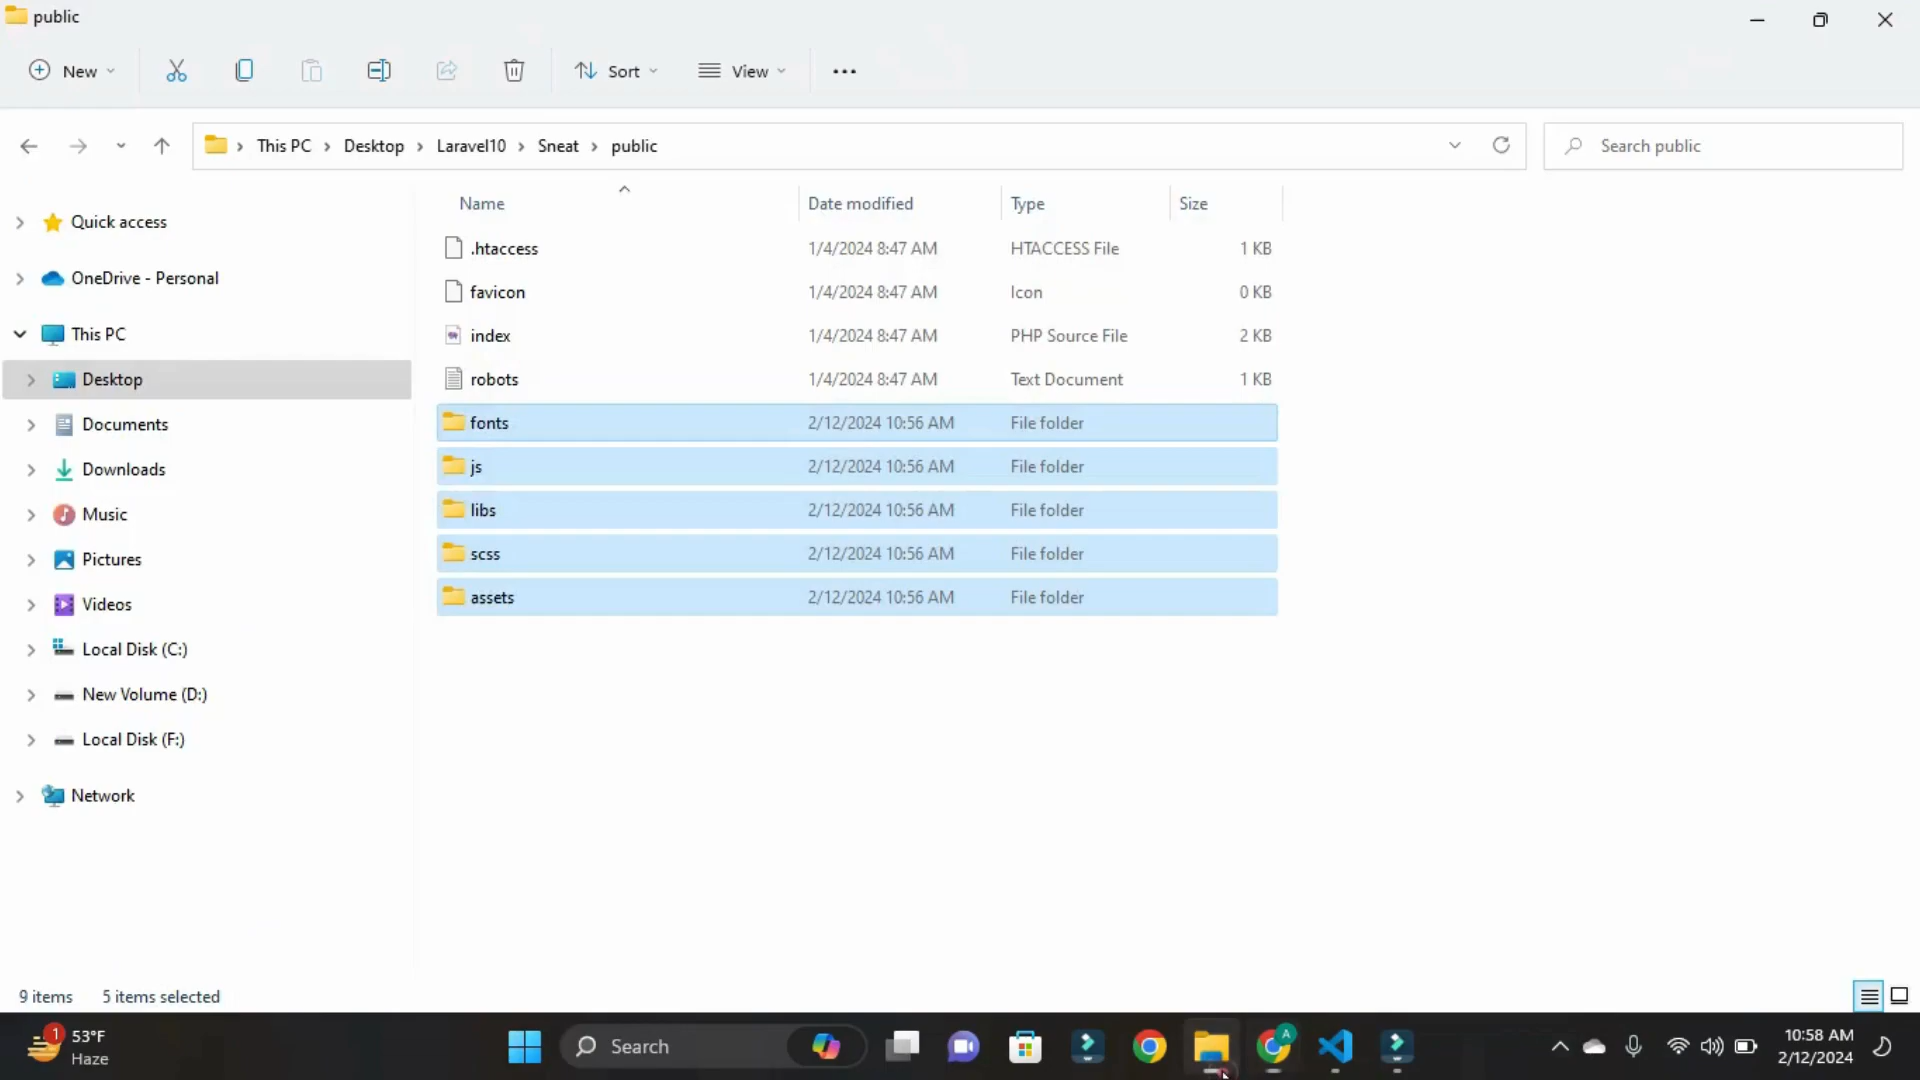 public
New
Sort
View
This PC
Desktop
Laravel10
Sneat
public
Search public
Name
Date modified
Type
Size
Quick access
OneDrive - Personal
This PC
Desktop
Documents
Downloads
Music
Pictures
Videos
Local Disk (C:)
New Volume (D:)
Local Disk (F:)
Network
.htaccess 1/4/2024 8:47 AM HTACCESS File 1 KB
favicon 1/4/2024 8:47 AM Icon 0 KB
index 1/4/2024 8:47 AM PHP Source File 2 KB
robots 1/4/2024 8:47 AM Text Document 1 KB
fonts 2/12/2024 10:56 AM File folder
js 2/12/2024 10:56 AM File folder
libs 2/12/2024 10:56 AM File folder
scss 2/12/2024 10:56 AM File folder
assets 2/12/2024 10:56 AM File folder
9 items 5 items selected
1
53°F
Haze
Search
A
10:58 AM
2/12/2024